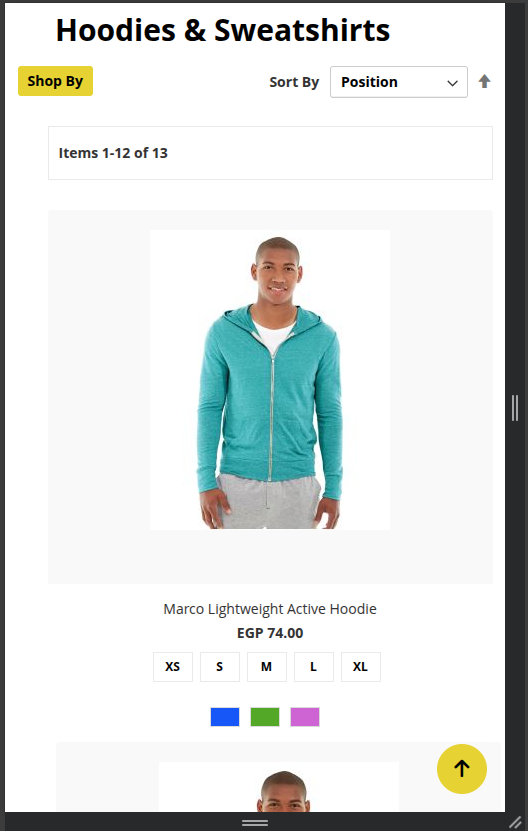 Hoodies & Sweatshirts
Shop By
Sort By Position
Items 1-12 of 13
Marco Lightweight Active Hoodie
EGP 74.00
XS S M L XL